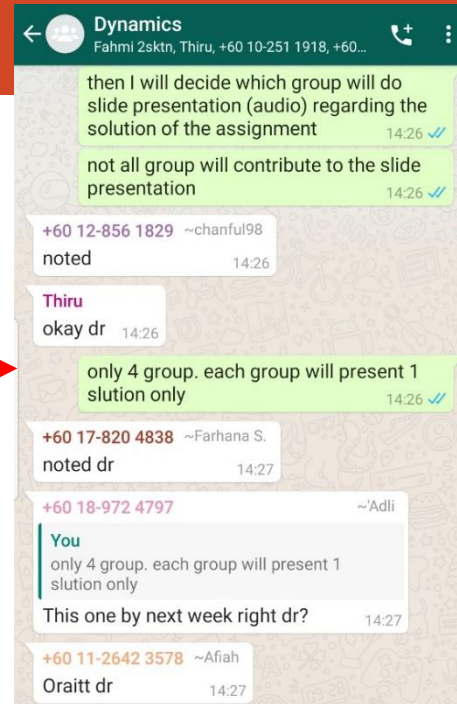 Dynamics
Fahmi 2sktn, Thiru, +60 10-251 1918, +60...
then I will decide which group will do
slide presentation (audio) regarding the
solution of the assignment
14:26
not all group will contribute to the slide
presentation
14:26
+60 12-856 1829 ~chanful98
noted
14:26
Thiru
okay dr 14:26
only 4 group. each group will present 1
slution only
14:26
+60 17-820 4838 ~Farhana S.
noted dr
14:27
+60 18-972 4797 ~'Adli
You
only 4 group. each group will present 1
slution only
This one by next week right dr?
14:27
+60 11-2642 3578 ~Afiah
Oraitt dr
14:27